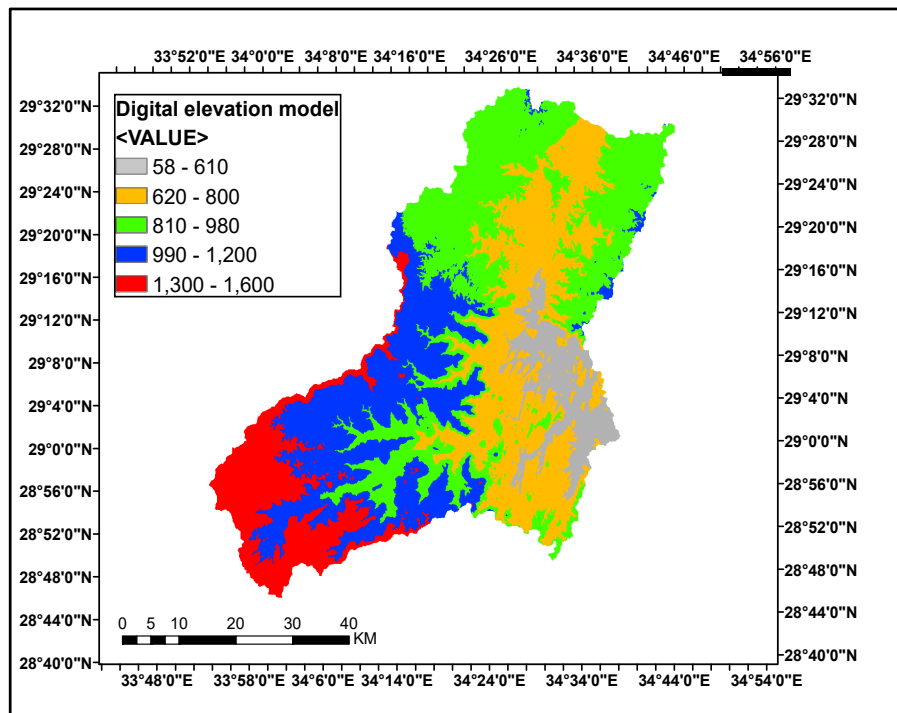 33°52'0"E 34°0'0"E 34°8'0"E 34°16'0"E 34°26'0"E 34°36'0"E 34°46'0"E 34°56'0"E
Digital elevation model
<VALUE>
58 - 610
620 - 800
810 - 980
990 - 1,200
1,300 - 1,600
29°32'0"N 29°32'0"N
29°28'0"N 29°28'0"N
29°24'0"N 29°24'0"N
29°20'0"N 29°20'0"N
29°16'0"N 29°16'0"N
29°12'0"N 29°12'0"N
29°8'0"N 29°8'0"N
29°4'0"N 29°4'0"N
29°0'0"N 29°0'0"N
28°56'0"N 28°56'0"N
28°52'0"N 28°52'0"N
28°48'0"N 28°48'0"N
28°44'0"N 28°44'0"N
28°40'0"N 28°40'0"N
0 5 10 20 30 40
KM
33°48'0"E 33°58'0"E 34°6'0"E 34°14'0"E 34°24'0"E 34°34'0"E 34°44'0"E 34°54'0"E